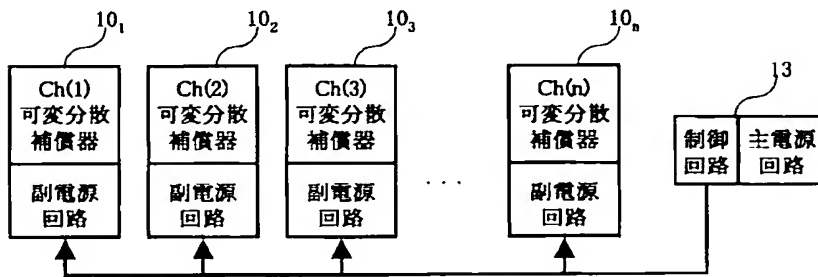 10₁
10₂
10₃
10ₙ
13
Ch(1)
可変分散
補償器
副電源
回路
Ch(2)
可変分散
補償器
副電源
回路
Ch(3)
可変分散
補償器
副電源
回路
···
Ch(n)
可変分散
補償器
副電源
回路
制御
回路
主電源
回路